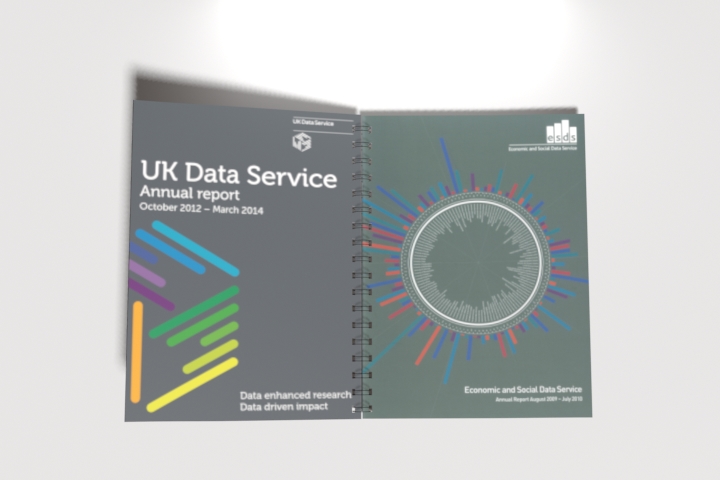 UK Data Service
UK Data Service
Annual report
October 2012 – March 2014
Data enhanced research
Data driven impact
esds
Economic and Social Data Service
Economic and Social Data Service
Annual Report August 2009 – July 2010